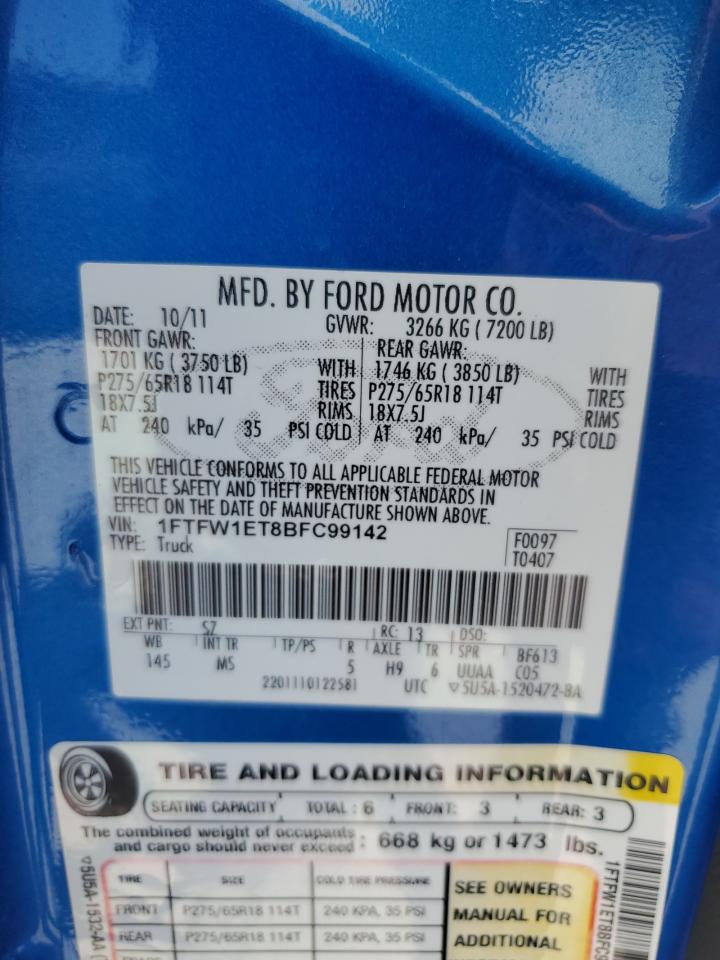 MFD. BY FORD MOTOR CO.
DATE: 10/11 GVWR: 3266 KG ( 7200 LB)
FRONT GAWR: REAR GAWR:
1701 KG ( 3750 LB) WITH 1746 KG ( 3850 LB) WITH
P275/65R18 114T TIRES P275/65R18 114T TIRES
18X7.5J RIMS 18X7.5J RIMS
AT 240 kPa/ 35 PSI COLD AT 240 kPa/ 35 PSI COLD
THIS VEHICLE CONFORMS TO ALL APPLICABLE FEDERAL MOTOR
VEHICLE SAFETY AND THEFT PREVENTION STANDARDS IN
EFFECT ON THE DATE OF MANUFACTURE SHOWN ABOVE.
VIN: 1FTFW1ET8BFC99142
TYPE: Truck
F0097
T0407
EXT PNT: SZ RC: 13 DSO:
WB INT TR TP/PS R AXLE TR SPR BF613
145 MS 5 H9 6 UUAA C05
2201110122581 UTC ▽5U5A-1520472-BA
TIRE AND LOADING INFORMATION
SEATING CAPACITY TOTAL : 6 FRONT: 3 REAR: 3
The combined weight of occupants
and cargo should never exceed : 668 kg or 1473 lbs.
TIRE SIZE COLD TIRE PRESSURE
FRONT P275/65R18 114T 240 KPA, 35 PSI
REAR P275/65R18 114T 240 KPA, 35 PSI
SEE OWNERS
MANUAL FOR
ADDITIONAL
▽5U5A-1532-AA